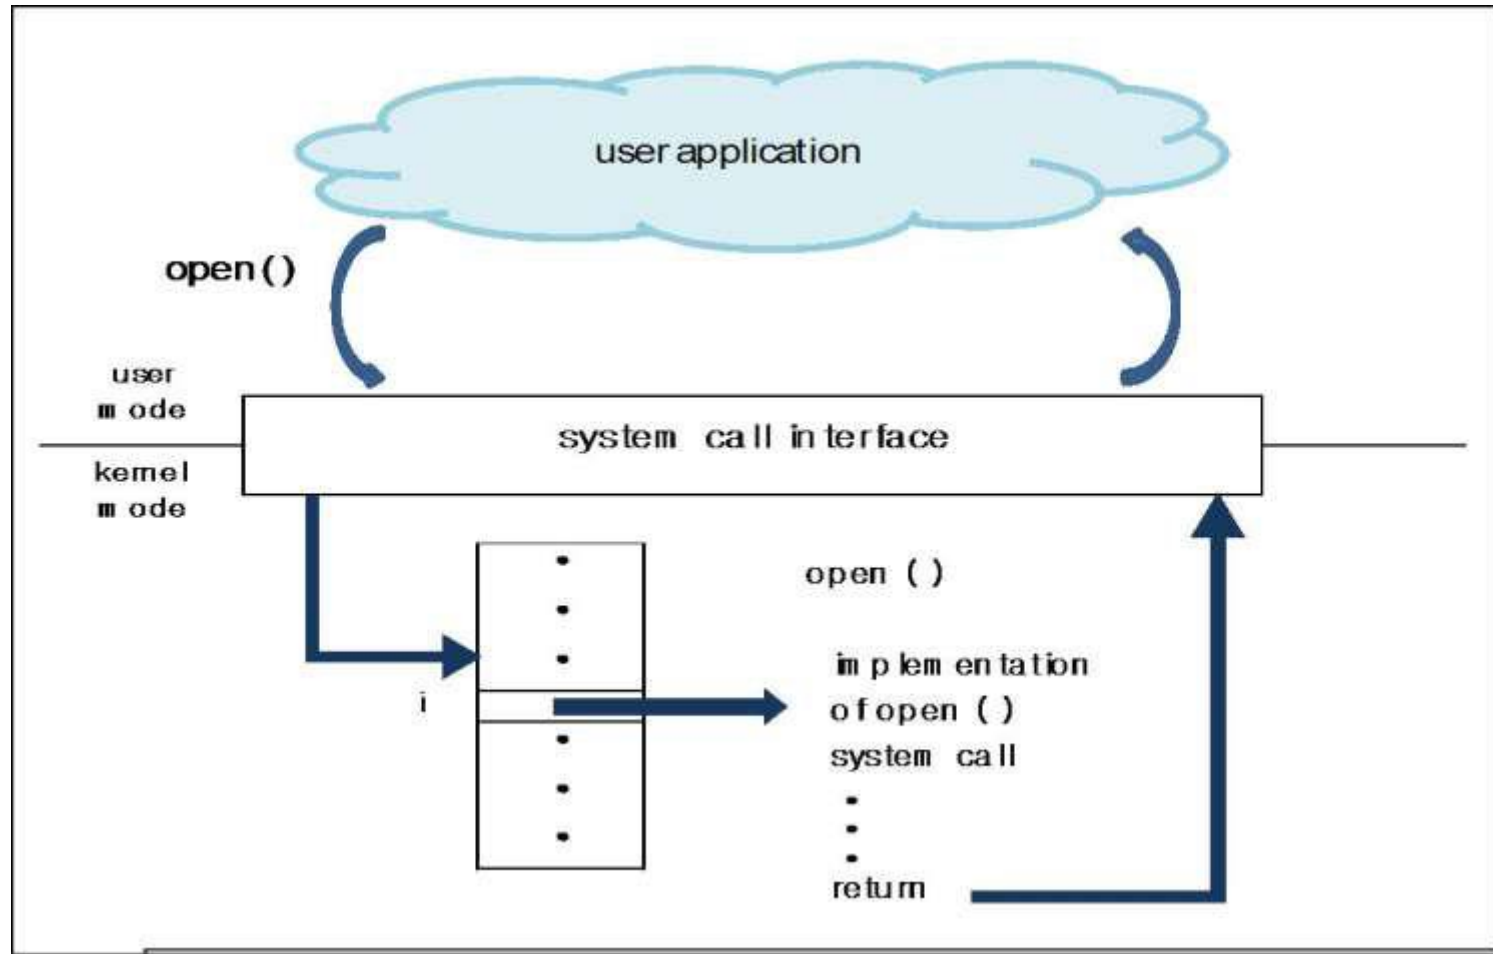 user application
open()
user
mode
system call interface
kernel
mode
open ()
implementation
i
of open ()
system call
return